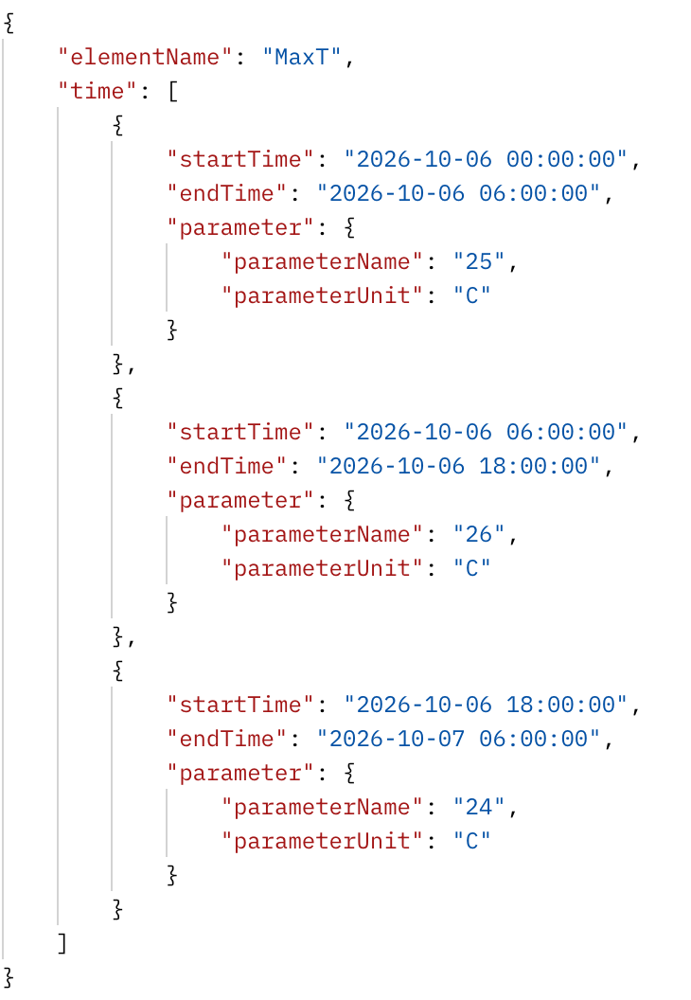 {
    "elementName": "MaxT",
    "time": [
        {
            "startTime": "2026-10-06 00:00:00",
            "endTime": "2026-10-06 06:00:00",
            "parameter": {
                "parameterName": "25",
                "parameterUnit": "C"
            }
        },
        {
            "startTime": "2026-10-06 06:00:00",
            "endTime": "2026-10-06 18:00:00",
            "parameter": {
                "parameterName": "26",
                "parameterUnit": "C"
            }
        },
        {
            "startTime": "2026-10-06 18:00:00",
            "endTime": "2026-10-07 06:00:00",
            "parameter": {
                "parameterName": "24",
                "parameterUnit": "C"
            }
        }
    ]
}